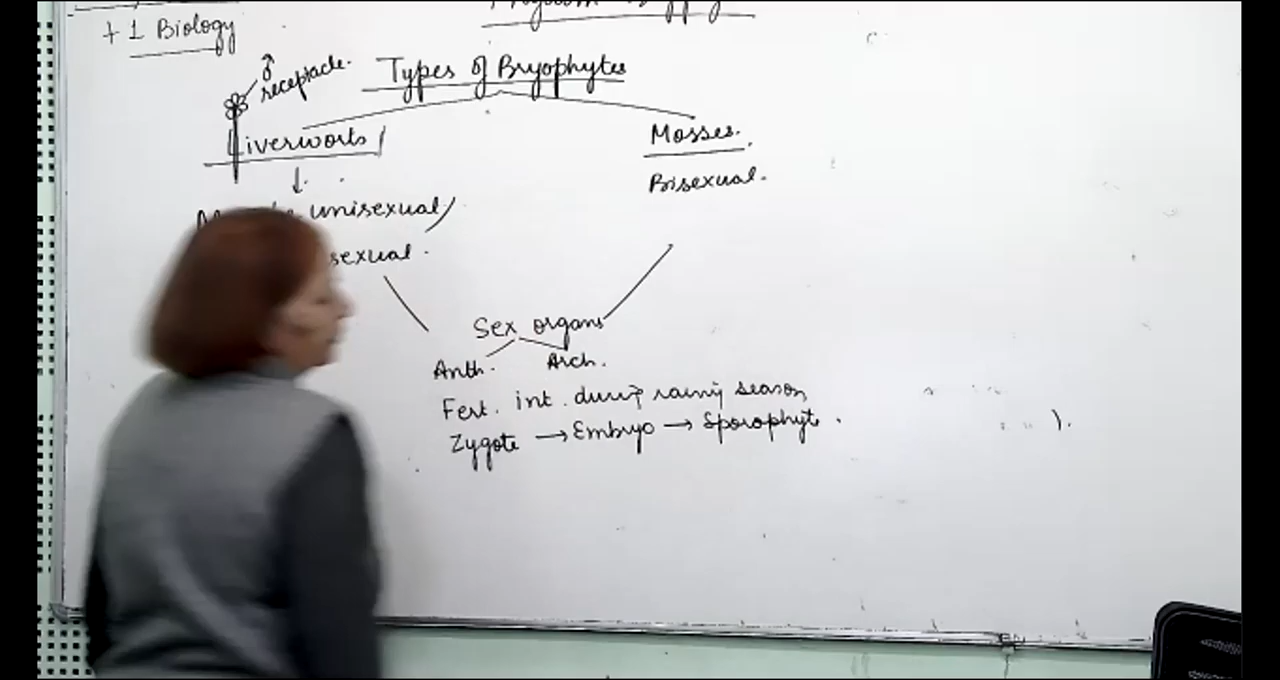 +1 Biology
♂
receptacle.
Types of Bryophytes
Liverworts
Mosses.
↓
Bisexual.
unisexual/
sexual.
Sex organs
Anth. Arch.
Fert. int. during rainy season
Zygote → Embryo → Sporophyte.